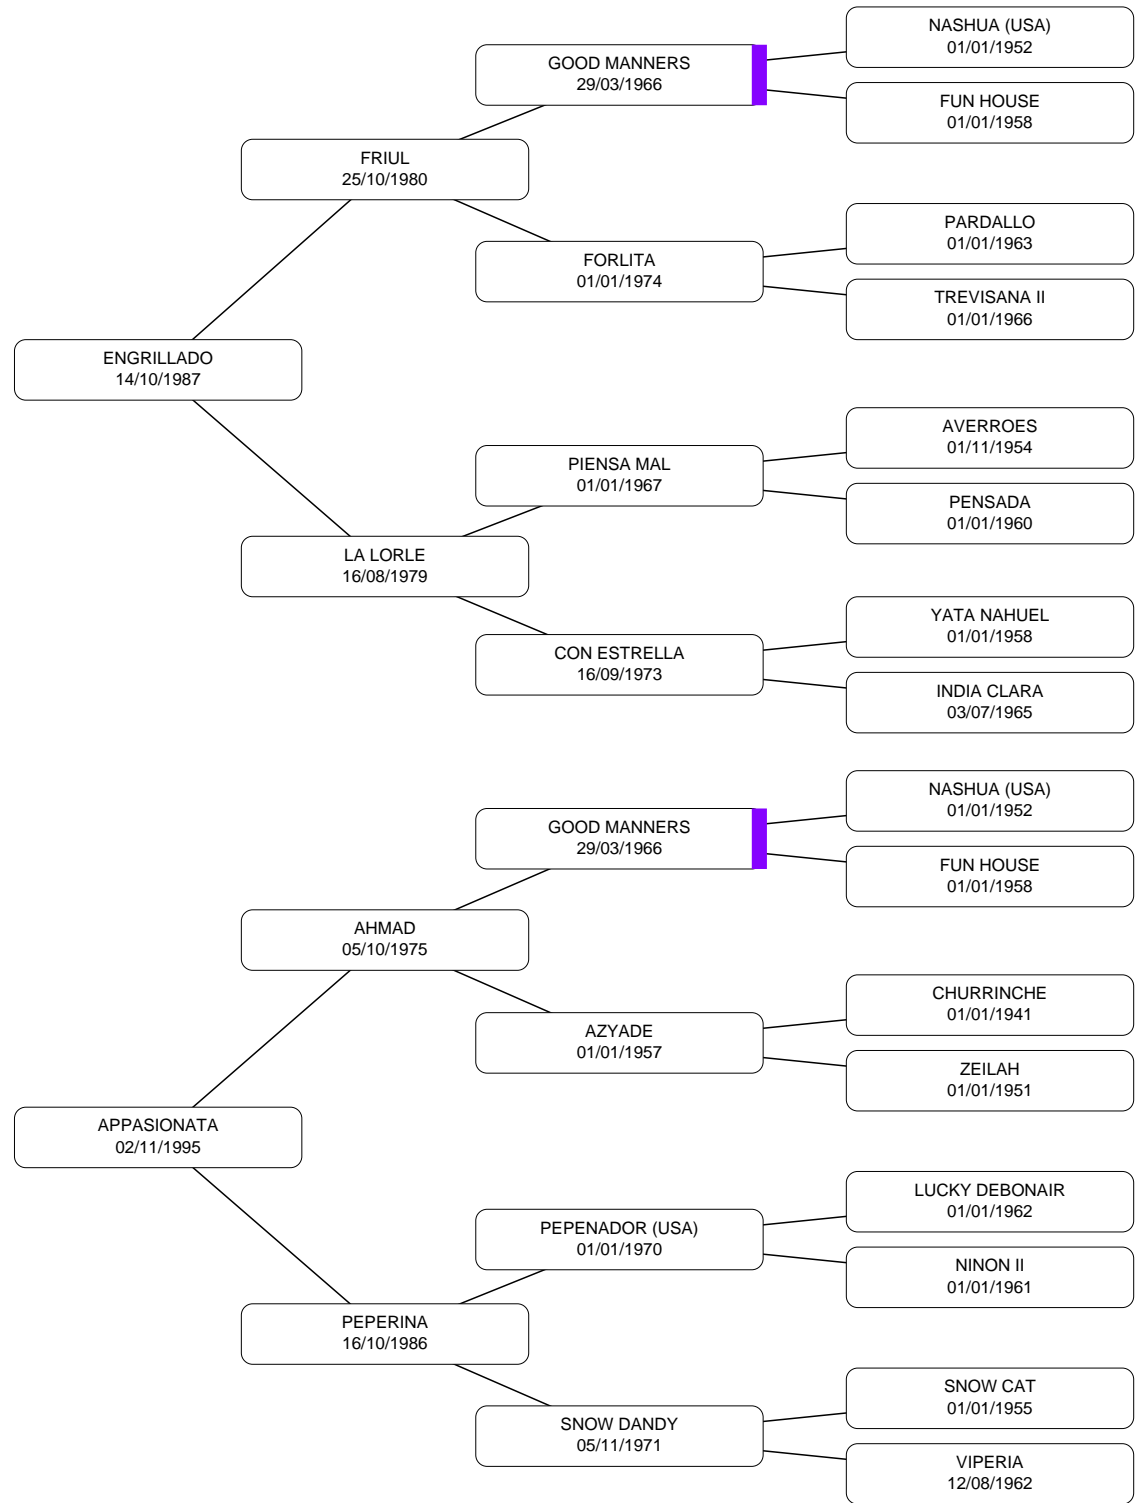 NASHUA (USA)
01/01/1952
GOOD MANNERS
29/03/1966
FUN HOUSE
01/01/1958
FRIUL
25/10/1980
PARDALLO
01/01/1963
FORLITA
01/01/1974
TREVISANA II
01/01/1966
ENGRILLADO
14/10/1987
AVERROES
01/11/1954
PIENSA MAL
01/01/1967
PENSADA
01/01/1960
LA LORLE
16/08/1979
YATA NAHUEL
01/01/1958
CON ESTRELLA
16/09/1973
INDIA CLARA
03/07/1965
NASHUA (USA)
01/01/1952
GOOD MANNERS
29/03/1966
FUN HOUSE
01/01/1958
AHMAD
05/10/1975
CHURRINCHE
01/01/1941
AZYADE
01/01/1957
ZEILAH
01/01/1951
APPASIONATA
02/11/1995
LUCKY DEBONAIR
01/01/1962
PEPENADOR (USA)
01/01/1970
NINON II
01/01/1961
PEPERINA
16/10/1986
SNOW CAT
01/01/1955
SNOW DANDY
05/11/1971
VIPERIA
12/08/1962